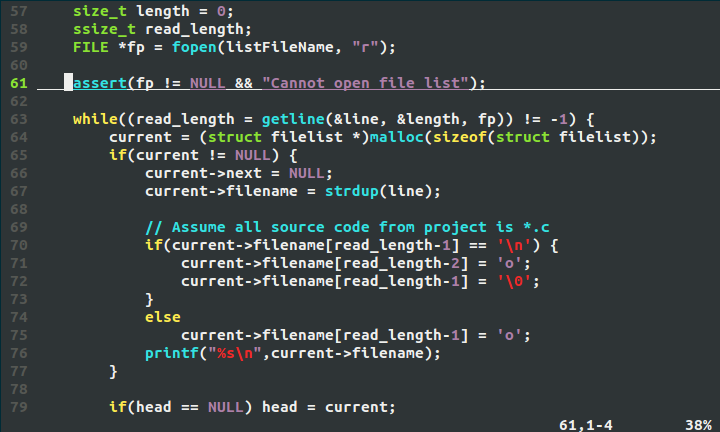 57     size_t length = 0;
58     ssize_t read_length;
59     FILE *fp = fopen(listFileName, "r");
60
61     assert(fp != NULL && "Cannot open file list");
62
63     while((read_length = getline(&line, &length, fp)) != -1) {
64         current = (struct filelist *)malloc(sizeof(struct filelist));
65         if(current != NULL) {
66             current->next = NULL;
67             current->filename = strdup(line);
68
69             // Assume all source code from project is *.c
70             if(current->filename[read_length-1] == '\n') {
71                 current->filename[read_length-2] = 'o';
72                 current->filename[read_length-1] = '\0';
73             }
74             else
75                 current->filename[read_length-1] = 'o';
76             printf("%s\n",current->filename);
77         }
78
79         if(head == NULL) head = current;
61,1-4 38%